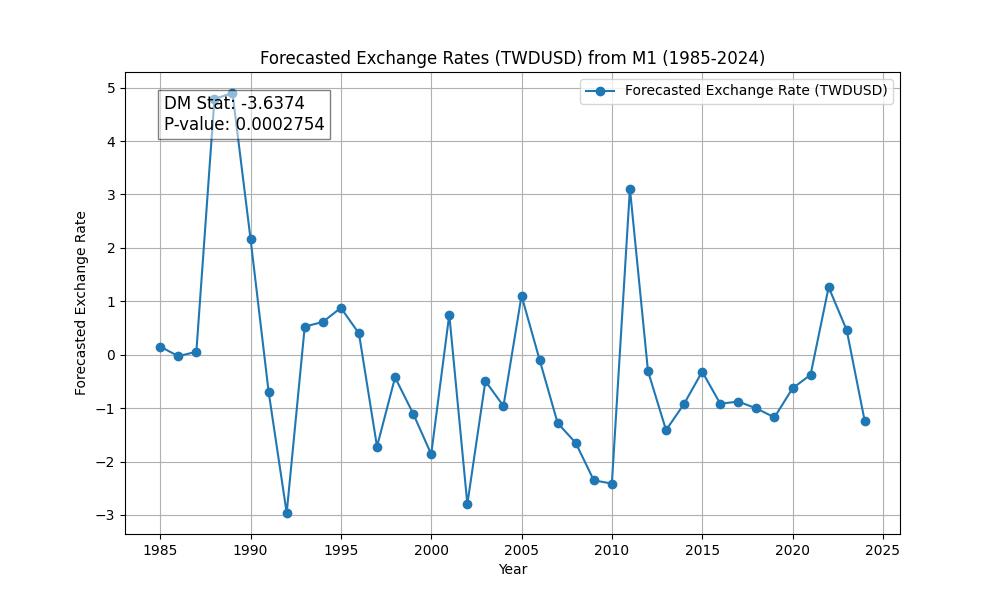 Forecasted Exchange Rates (TWDUSD) from M1 (1985-2024)
DM Stat: -3.6374
P-value: 0.0002754
Forecasted Exchange Rate (TWDUSD)
Forecasted Exchange Rate
5
4
3
2
1
0
−1
−2
−3
1985 1990 1995 2000 2005 2010 2015 2020 2025
Year